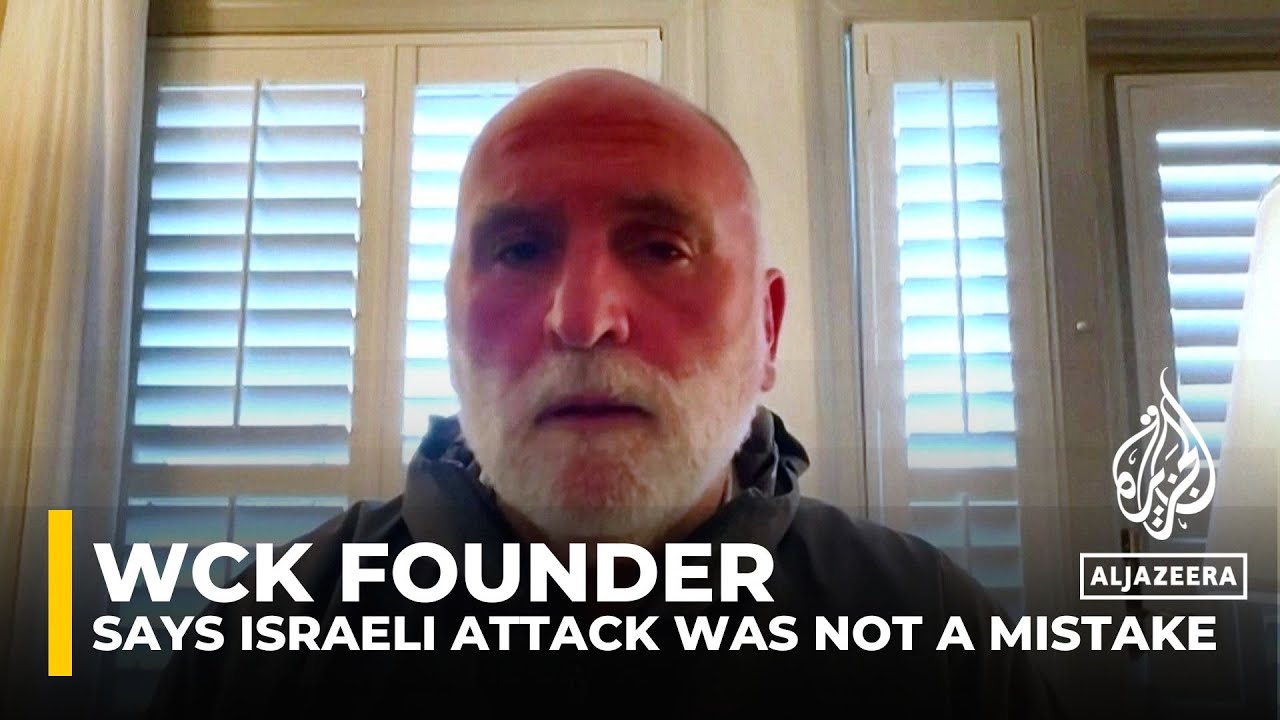 الجزيرة
ALJAZEERA
WCK FOUNDER
SAYS ISRAELI ATTACK WAS NOT A MISTAKE